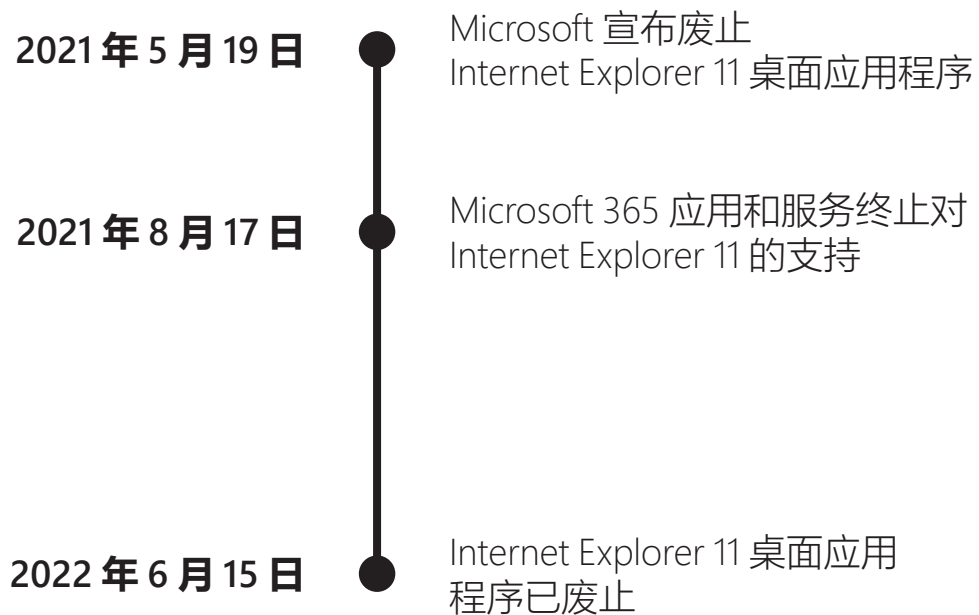 2021 年 5 月 19 日
Microsoft 宣布废止
Internet Explorer 11 桌面应用程序
2021 年 8 月 17 日
Microsoft 365 应用和服务终止对
Internet Explorer 11 的支持
2022 年 6 月 15 日
Internet Explorer 11 桌面应用
程序已废止